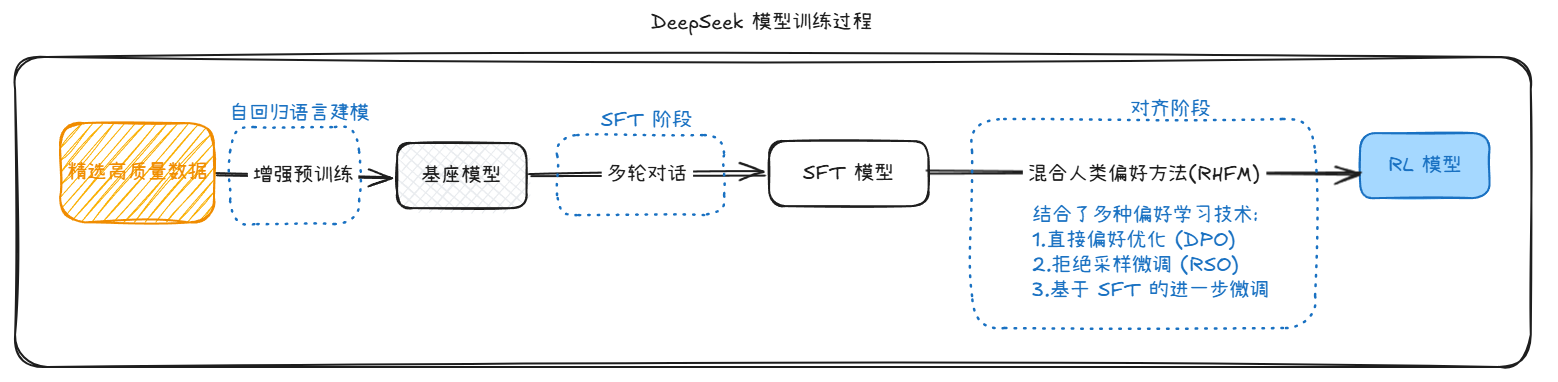 DeepSeek 模型训练过程
精选高质量数据
自回归语言建模
增强预训练
基座模型
SFT 阶段
多轮对话
SFT 模型
对齐阶段
混合人类偏好方法(RHFM)
结合了多种偏好学习技术:
1.直接偏好优化 (DPO)
2.拒绝采样微调 (RSO)
3.基于 SFT 的进一步微调
RL 模型